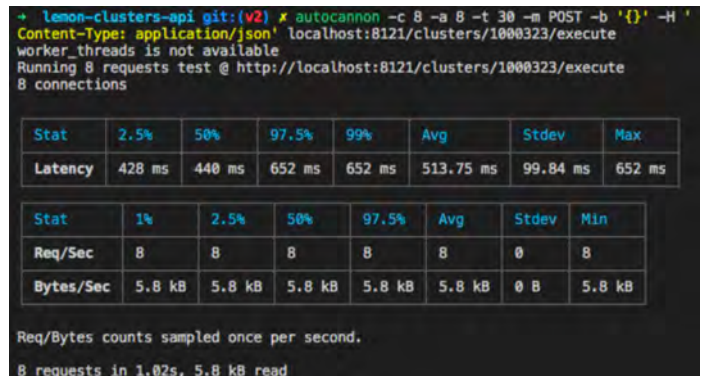 → lemon-clusters-api git:(v2) ✗ autocannon -c 8 -a 8 -t 30 -m POST -b '{}' -H '
Content-Type: application/json' localhost:8121/clusters/1000323/execute
worker_threads is not available
Running 8 requests test @ http://localhost:8121/clusters/1000323/execute
8 connections
Stat 2.5% 50% 97.5% 99% Avg Stdev Max
Latency 428 ms 440 ms 652 ms 652 ms 513.75 ms 99.84 ms 652 ms
Stat 1% 2.5% 50% 97.5% Avg Stdev Min
Req/Sec 8 8 8 8 8 0 8
Bytes/Sec 5.8 kB 5.8 kB 5.8 kB 5.8 kB 5.8 kB 0 B 5.8 kB
Req/Bytes counts sampled once per second.
8 requests in 1.02s, 5.8 kB read